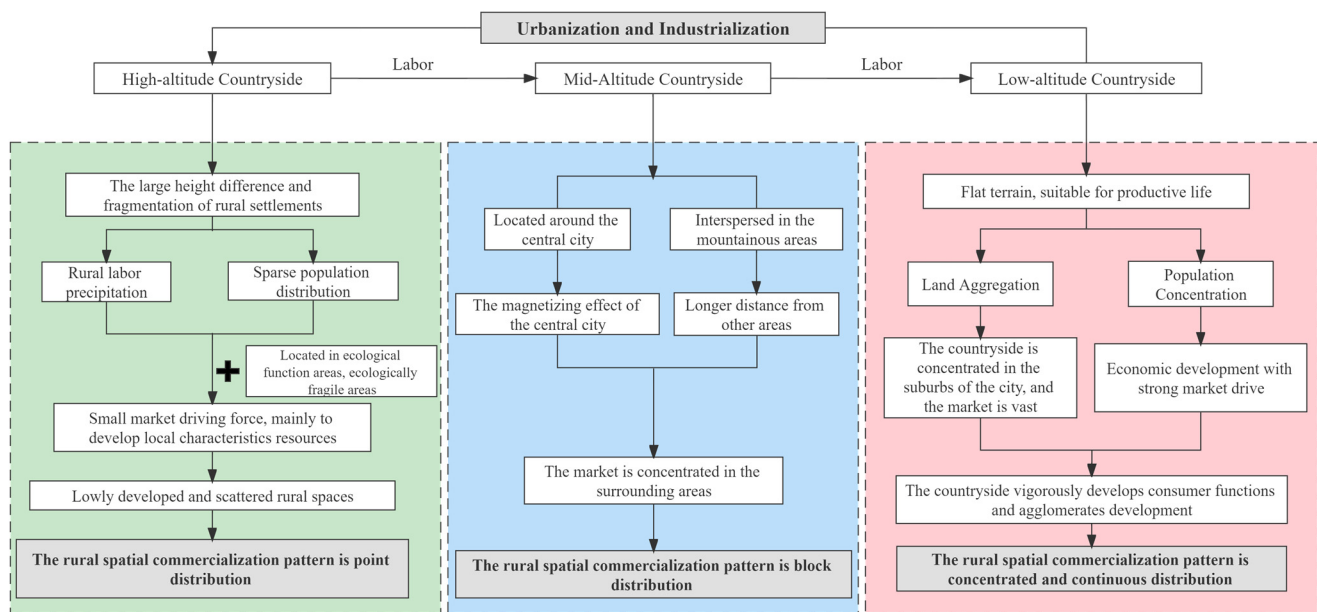 Urbanization and Industrialization
High-altitude Countryside
Labor
Mid-Altitude Countryside
Labor
Low-altitude Countryside
The large height difference and
fragmentation of rural settlements
Rural labor
precipitation
Sparse population
distribution
Located in ecological
function areas, ecologically
fragile areas
Small market driving force, mainly to
develop local characteristics resources
Lowly developed and scattered rural spaces
The rural spatial commercialization pattern is point
distribution
Located around the
central city
Interspersed in the
mountainous areas
The magnetizing effect of
the central city
Longer distance from
other areas
The market is concentrated in the
surrounding areas
The rural spatial commercialization pattern is block
distribution
Flat terrain, suitable for productive life
Land Aggregation
Population
Concentration
The countryside is
concentrated in the
suburbs of the city, and
the market is vast
Economic development with
strong market drive
The countryside vigorously develops consumer functions
and agglomerates development
The rural spatial commercialization pattern is
concentrated and continuous distribution